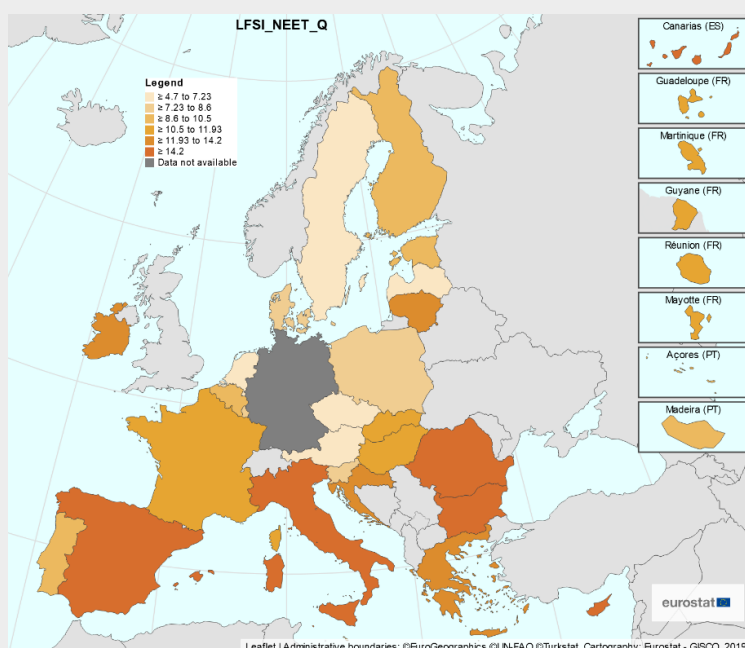 LFSI_NEET_Q
Legend
≥ 4.7 to 7.23
≥ 7.23 to 8.6
≥ 8.6 to 10.5
≥ 10.5 to 11.93
≥ 11.93 to 14.2
≥ 14.2
Data not available
Canarias (ES)
Guadeloupe (FR)
Martinique (FR)
Guyane (FR)
Réunion (FR)
Mayotte (FR)
Açores (PT)
Madeira (PT)
eurostat
Leaflet | Administrative boundaries: ©EuroGeographics ©UN-FAO ©Turkstat, Cartography: Eurostat - GISCO, 2019